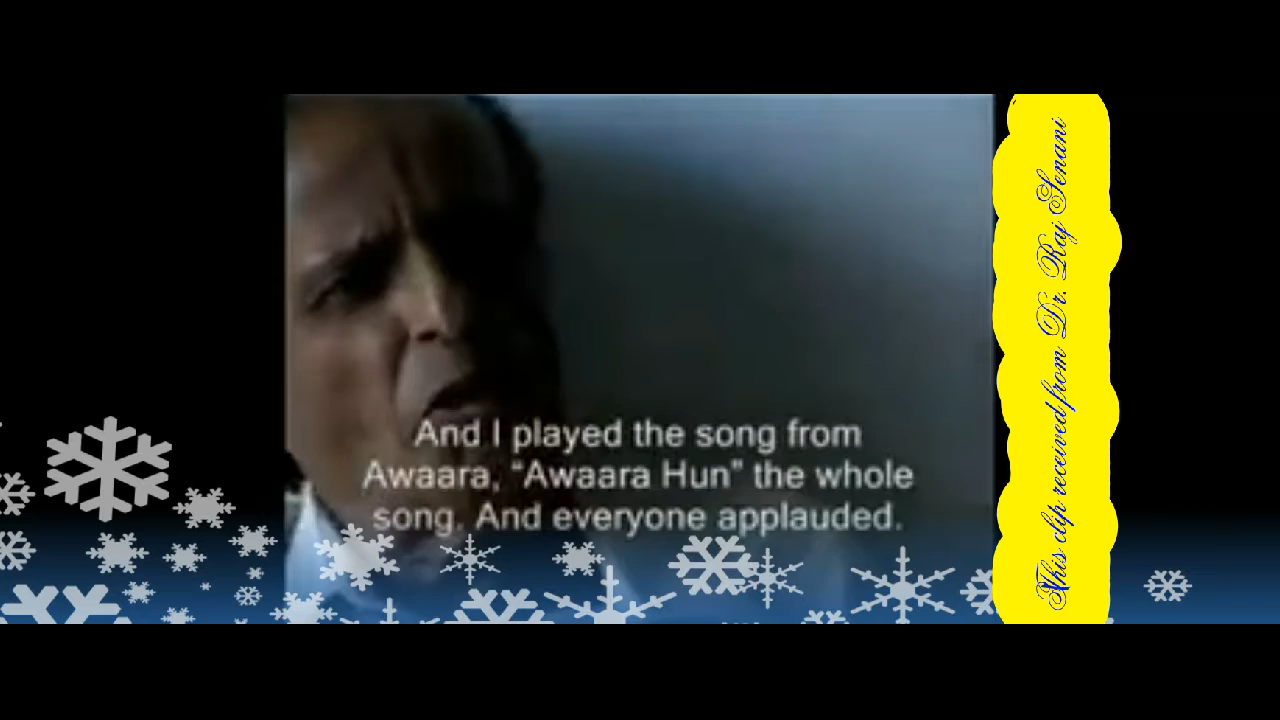 And I played the song from
Awaara, “Awaara Hun” the whole
song. And everyone applauded.
This clip received from Dr. Raj Senani